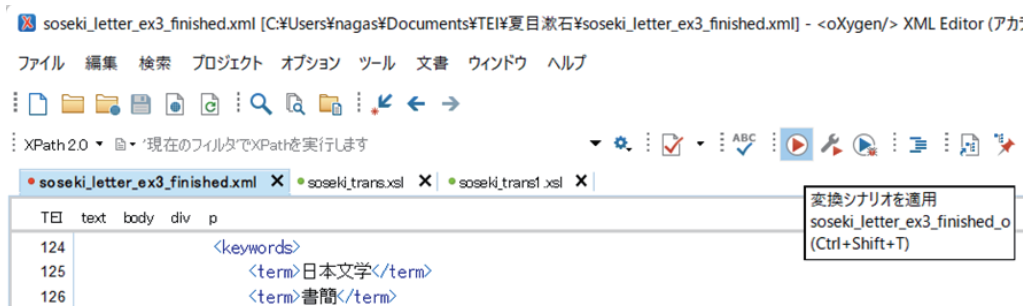 soseki_letter_ex3_finished.xml [C:¥Users¥nagas¥Documents¥TEI¥夏目漱石¥soseki_letter_ex3_finished.xml] - <oXygen/> XML Editor (アカデ
ファイル 編集 検索 プロジェクト オプション ツール 文書 ウィンドウ ヘルプ
XPath 2.0 現在のフィルタでXPathを実行します ABC
soseki_letter_ex3_finished.xml soseki_trans.xsl soseki_trans1.xsl
変換シナリオを適用
soseki_letter_ex3_finished_o
(Ctrl+Shift+T)
TEI text body div p
124 <keywords>
125 <term>日本文学</term>
126 <term>書簡</term>